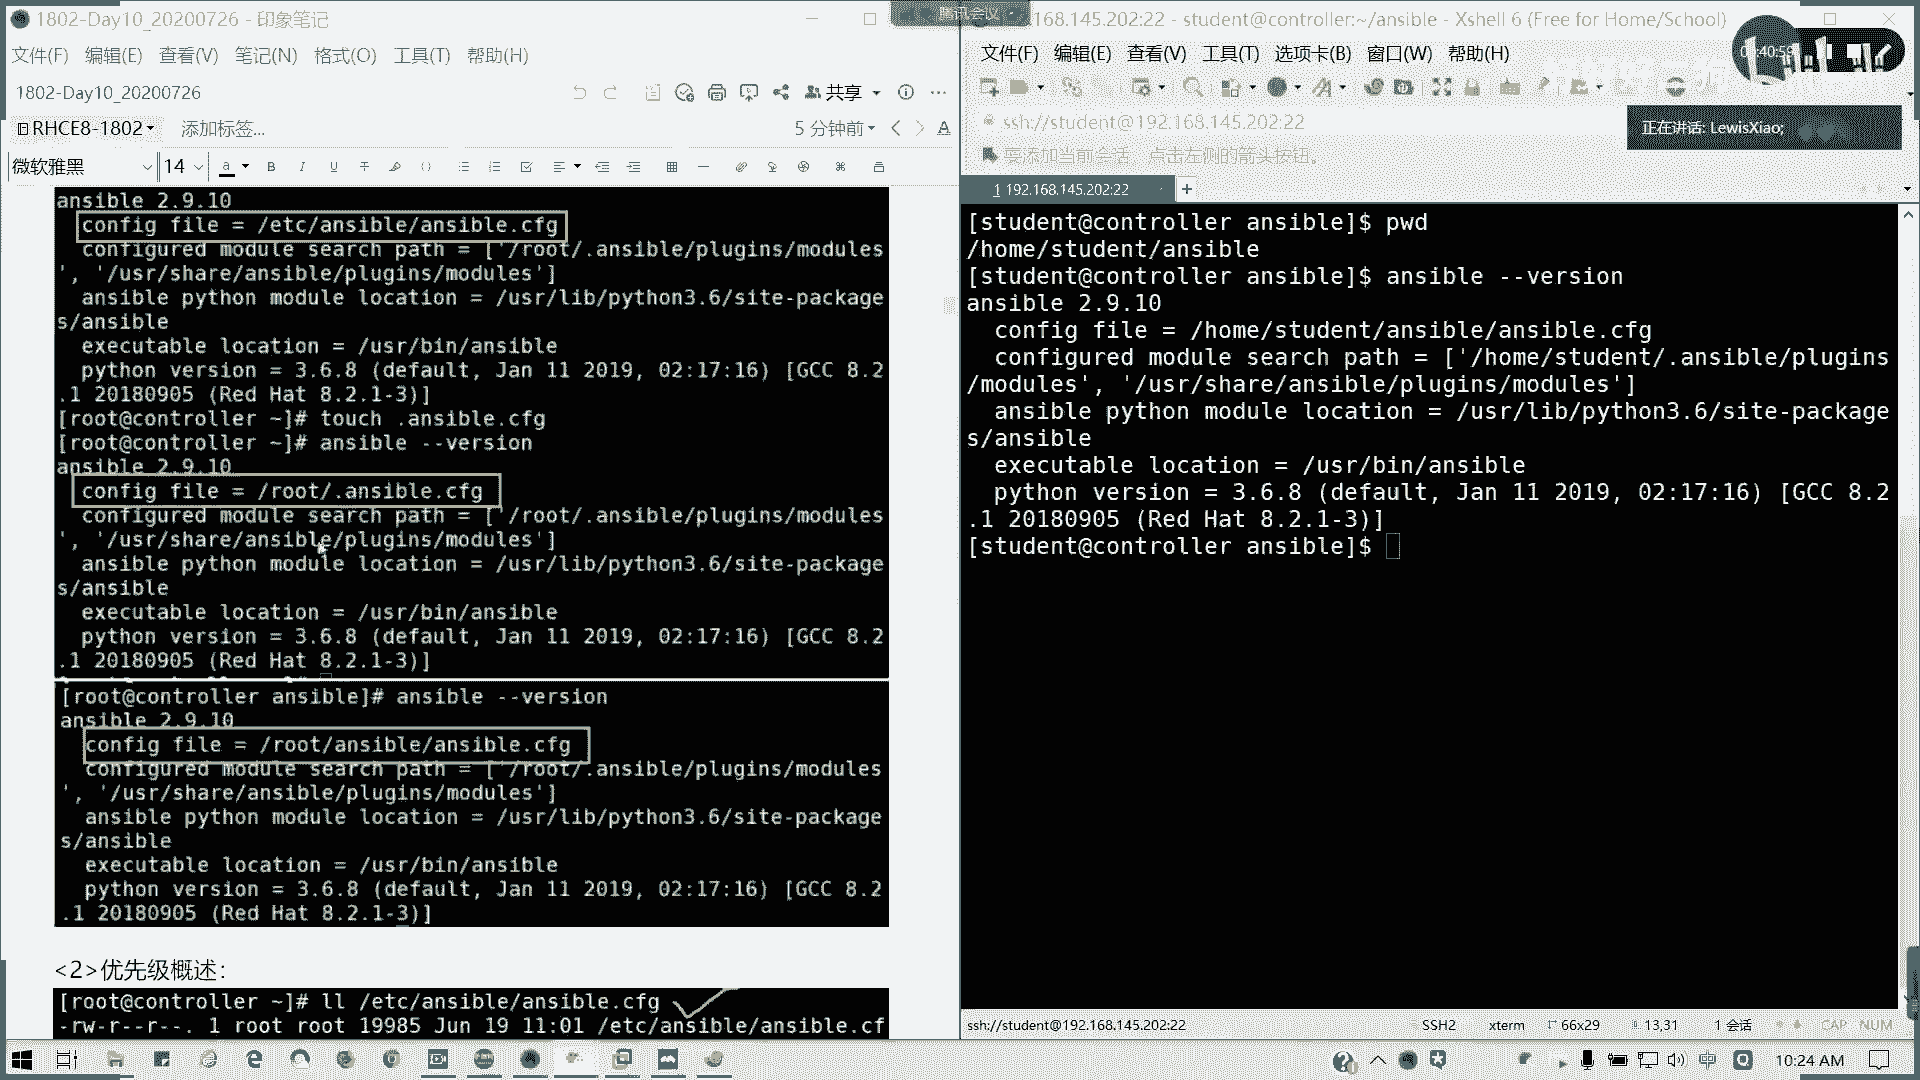 1802-Day10_20200726 - 印象笔记
文件(F) 编辑(E) 查看(V) 笔记(N) 格式(O) 工具(T) 帮助(H)
1802-Day10_20200726
共享
RHCE8-1802
添加标签...
5 分钟前
微软雅黑
14
ansible 2.9.10
config file = /etc/ansible/ansible.cfg
configured module search path = ['/root/.ansible/plugins/modules
', '/usr/share/ansible/plugins/modules']
ansible python module location = /usr/lib/python3.6/site-package
s/ansible
executable location = /usr/bin/ansible
python version = 3.6.8 (default, Jan 11 2019, 02:17:16) [GCC 8.2
.1 20180905 (Red Hat 8.2.1-3)]
[root@controller ~]# touch .ansible.cfg
[root@controller ~]# ansible --version
ansible 2.9.10
config file = /root/.ansible.cfg
configured module search path = ['/root/.ansible/plugins/modules
', '/usr/share/ansible/plugins/modules']
ansible python module location = /usr/lib/python3.6/site-package
s/ansible
executable location = /usr/bin/ansible
python version = 3.6.8 (default, Jan 11 2019, 02:17:16) [GCC 8.2
.1 20180905 (Red Hat 8.2.1-3)]
[root@controller ansible]# ansible --version
ansible 2.9.10
config file = /root/ansible/ansible.cfg
configured module search path = ['/root/.ansible/plugins/modules
', '/usr/share/ansible/plugins/modules']
ansible python module location = /usr/lib/python3.6/site-package
s/ansible
executable location = /usr/bin/ansible
python version = 3.6.8 (default, Jan 11 2019, 02:17:16) [GCC 8.2
.1 20180905 (Red Hat 8.2.1-3)]
<2>优先级概述：
[root@controller ~]# ll /etc/ansible/ansible.cfg
-rw-r--r--. 1 root root 19985 Jun 19 11:01 /etc/ansible/ansible.cf
腾讯会议
168.145.202:22 - student@controller:~/ansible - Xshell 6 (Free for Home/School)
文件(F) 编辑(E) 查看(V) 工具(T) 选项卡(B) 窗口(W) 帮助(H)
ssh://student@192.168.145.202:22
正在讲话: LewisXiao;
要添加当前会话，点击左侧的箭头按钮。
1 192.168.145.202:22
[student@controller ansible]$ pwd
/home/student/ansible
[student@controller ansible]$ ansible --version
ansible 2.9.10
config file = /home/student/ansible/ansible.cfg
configured module search path = ['/home/student/.ansible/plugins
/modules', '/usr/share/ansible/plugins/modules']
ansible python module location = /usr/lib/python3.6/site-package
s/ansible
executable location = /usr/bin/ansible
python version = 3.6.8 (default, Jan 11 2019, 02:17:16) [GCC 8.2
.1 20180905 (Red Hat 8.2.1-3)]
[student@controller ansible]$
ssh://student@192.168.145.202:22 SSH2 xterm 66x29 13,31 1 会话 CAP NUM
中
10:24 AM